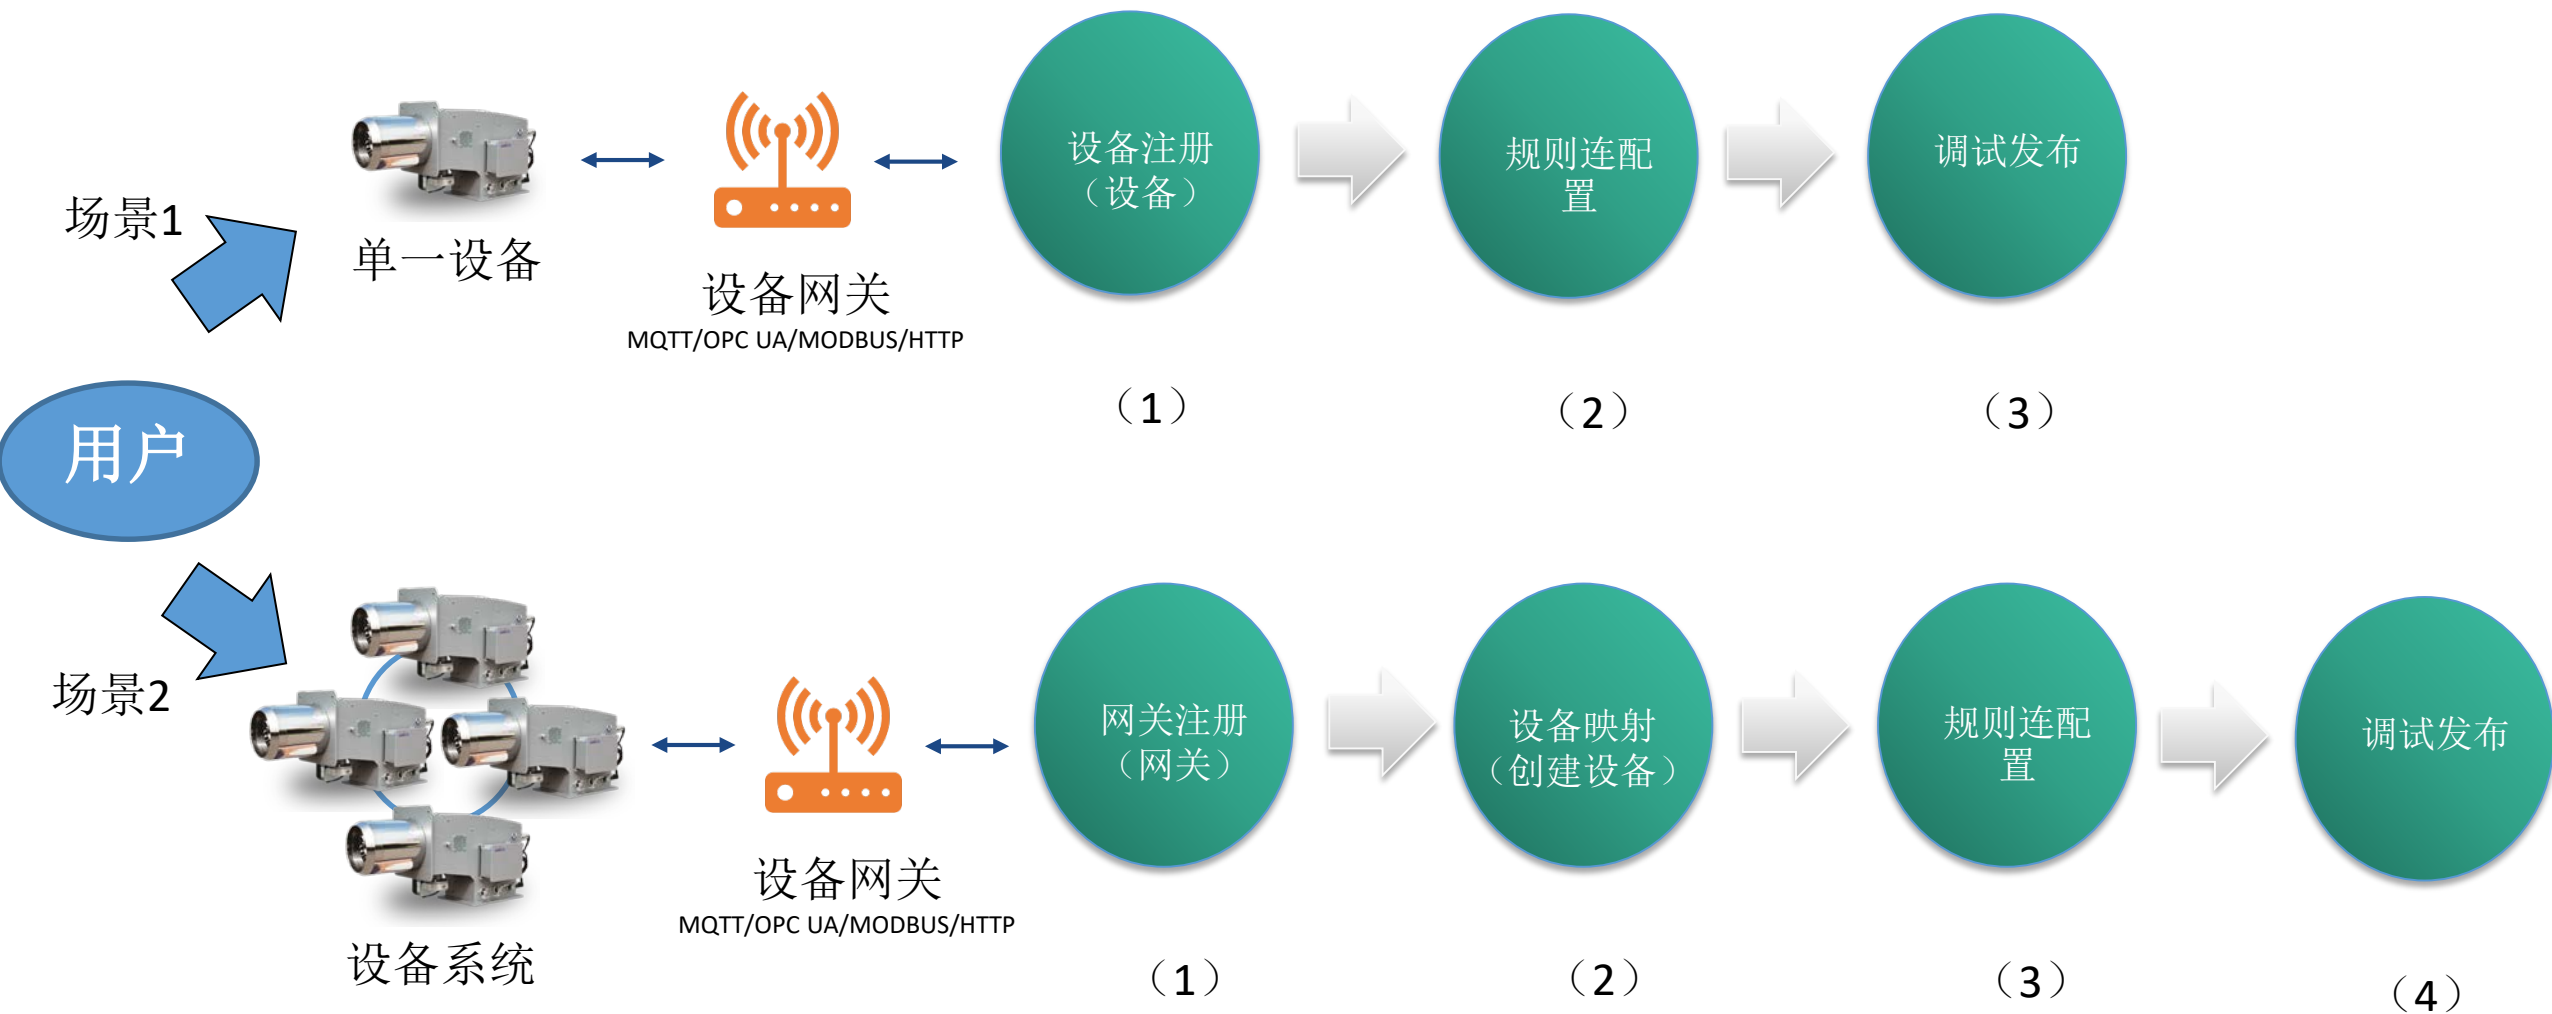 场景1
单一设备
设备网关
MQTT/OPC UA/MODBUS/HTTP
设备注册
（设备）
规则连配
置
调试发布
（1）
（2）
（3）
用户
场景2
设备系统
设备网关
MQTT/OPC UA/MODBUS/HTTP
网关注册
（网关）
设备映射
（创建设备）
规则连配
置
调试发布
（1）
（2）
（3）
（4）